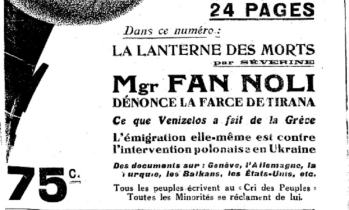 24 PAGES
Dans ce numéro :
LA LANTERNE DES MORTS
par SÉVERINE
Mgr FAN NOLI
DÉNONCE LA FARCE DE TIRANA
Ce que Venizelos a fait de la Grèce
L'émigration elle-même est contre
l'intervention polonaise en Ukraine
Des documents sur : Genève, l'Allemagne, la
Turquie, les Balkans, les États-Unis, etc.
Tous les peuples écrivent au « Cri des Peuples »
Toutes les Minorités se réclament de lui.
75 C.